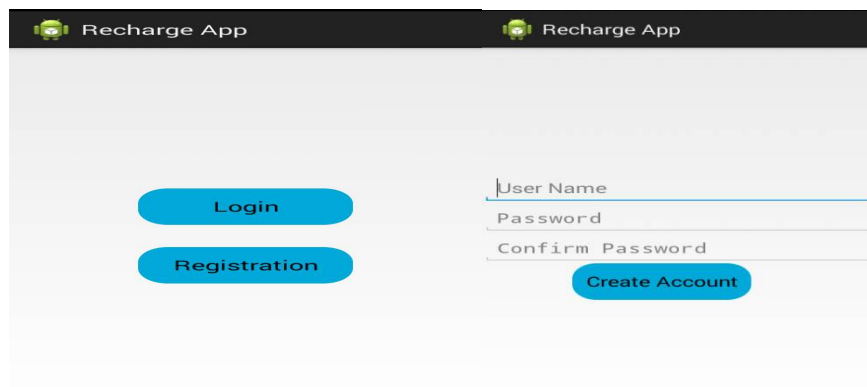 Recharge App
Login
Registration
Recharge App
User Name
Password
Confirm Password
Create Account